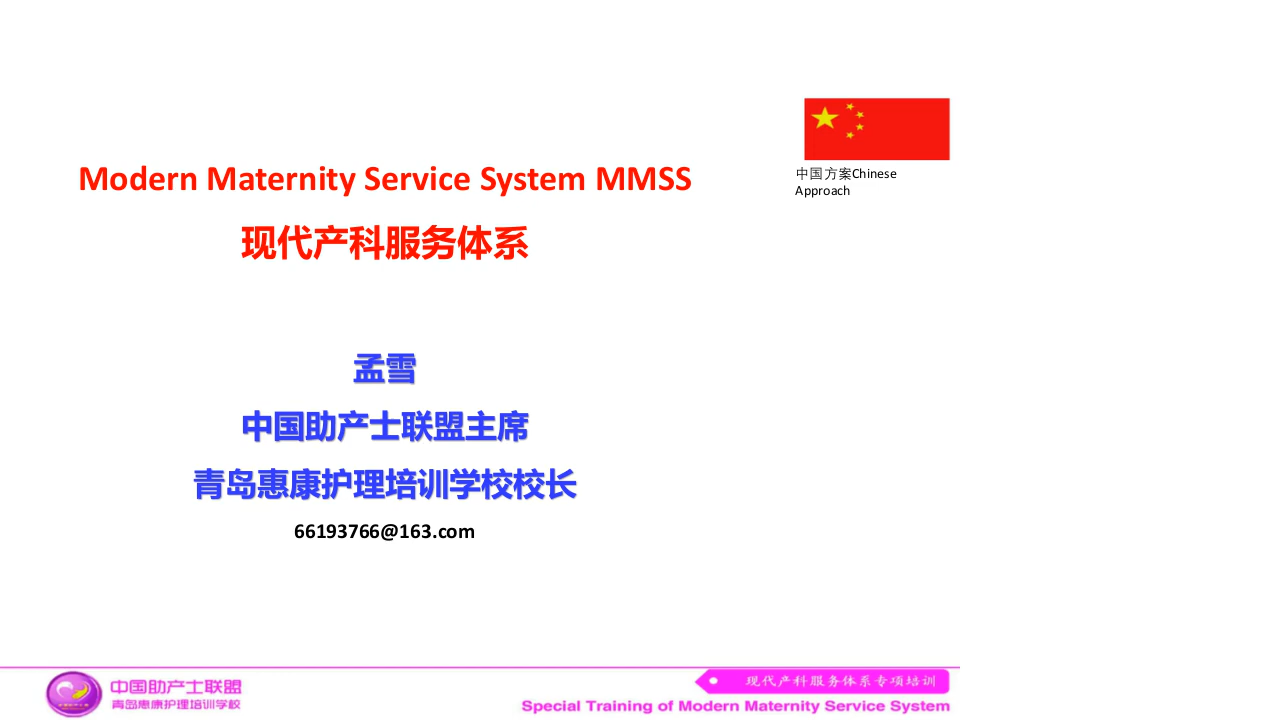 中国方案Chinese
Approach
Modern Maternity Service System MMSS
现代产科服务体系
孟雪
中国助产士联盟主席
青岛惠康护理培训学校校长
66193766@163.com
中国助产士联盟
青岛惠康护理培训学校
现代产科服务体系专项培训
Special Training of Modern Maternity Service System